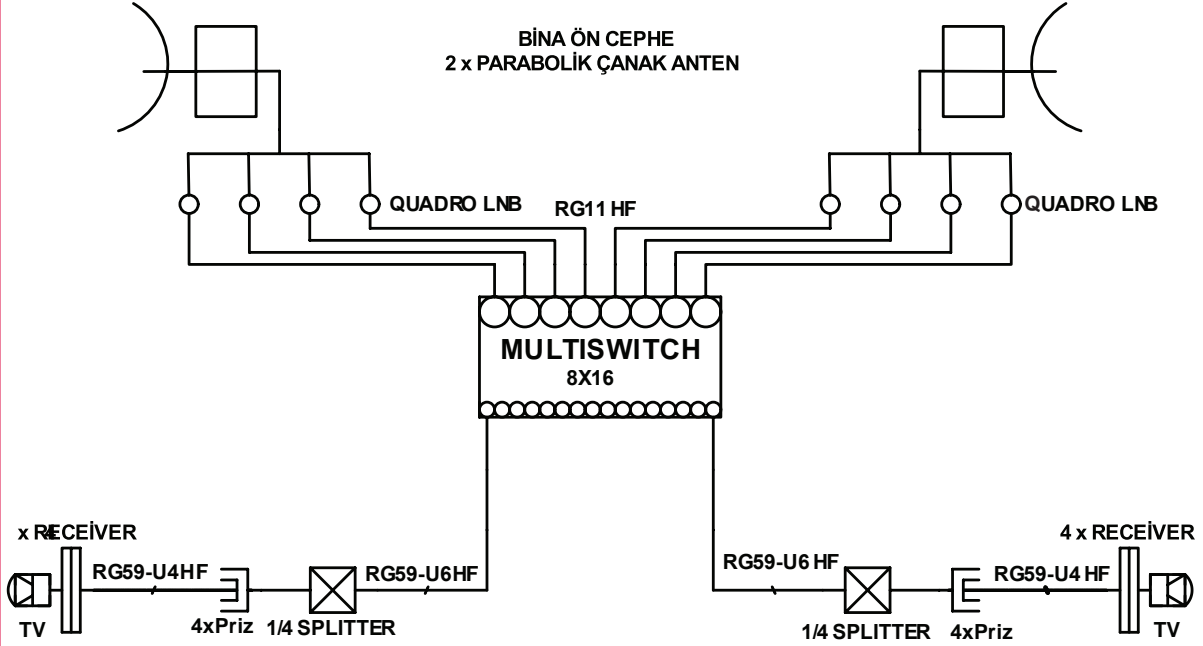 BİNA ÖN CEPHE
2 x PARABOLİK ÇANAK ANTEN
QUADRO LNB
RG11 HF
QUADRO LNB
MULTISWITCH
8X16
x RECEİVER
4 x RECEİVER
RG59-U4HF
RG59-U6HF
RG59-U6 HF
RG59-U4 HF
TV
4xPriz
1/4 SPLITTER
1/4 SPLITTER
4xPriz
TV